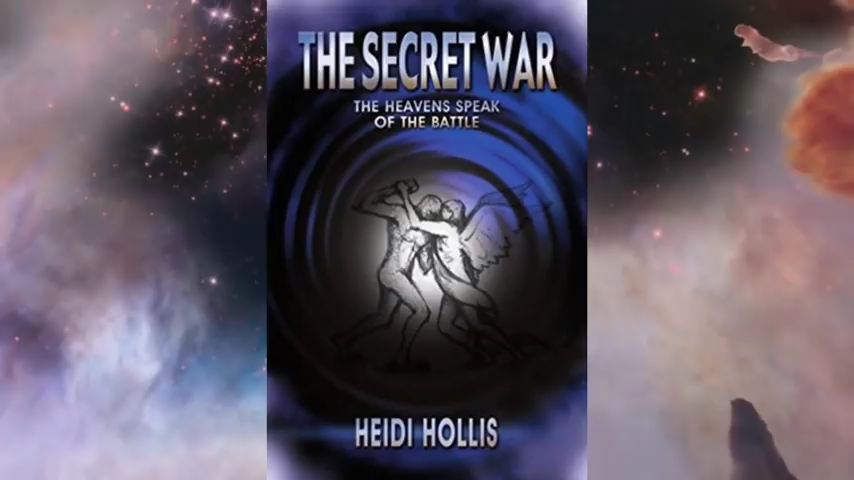 THE SECRET WAR
THE HEAVENS SPEAK
OF THE BATTLE
HEIDI HOLLIS